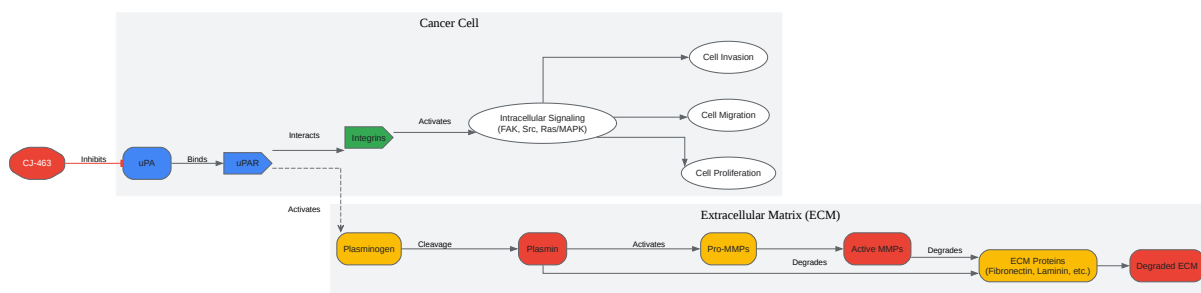 Cancer Cell
Cell Invasion
Intracellular Signaling
(FAK, Src, Ras/MAPK)
Cell Migration
Activates
Interacts
Integrins
CJ-463
Inhibits
uPA
Binds
uPAR
Cell Proliferation
Activates
Extracellular Matrix (ECM)
Plasminogen
Cleavage
Plasmin
Activates
Pro-MMPs
Active MMPs
Degrades
Degrades
ECM Proteins
(Fibronectin, Laminin, etc.)
Degraded ECM